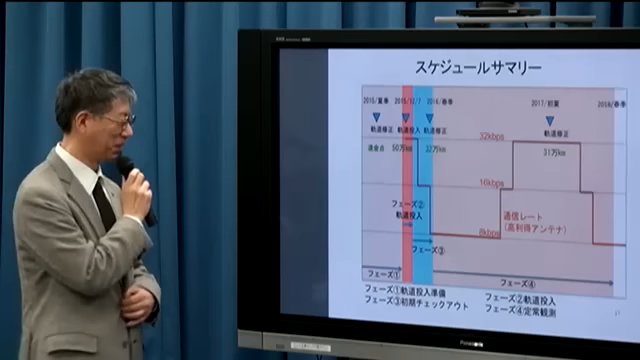 スケジュールサマリー
2015/夏季
2015/12/7
2016/春季
2017/初夏
2018/春季
軌道修正
軌道投入
軌道修正
軌道修正
遠金点
50万km
32万km
31万km
32kbps
16kbps
8kbps
フェーズ②
軌道投入
通信レート
(高利得アンテナ)
フェーズ③
フェーズ①
フェーズ④
フェーズ①軌道投入準備
フェーズ②軌道投入
フェーズ③初期チェックアウト
フェーズ④定常観測
Panasonic